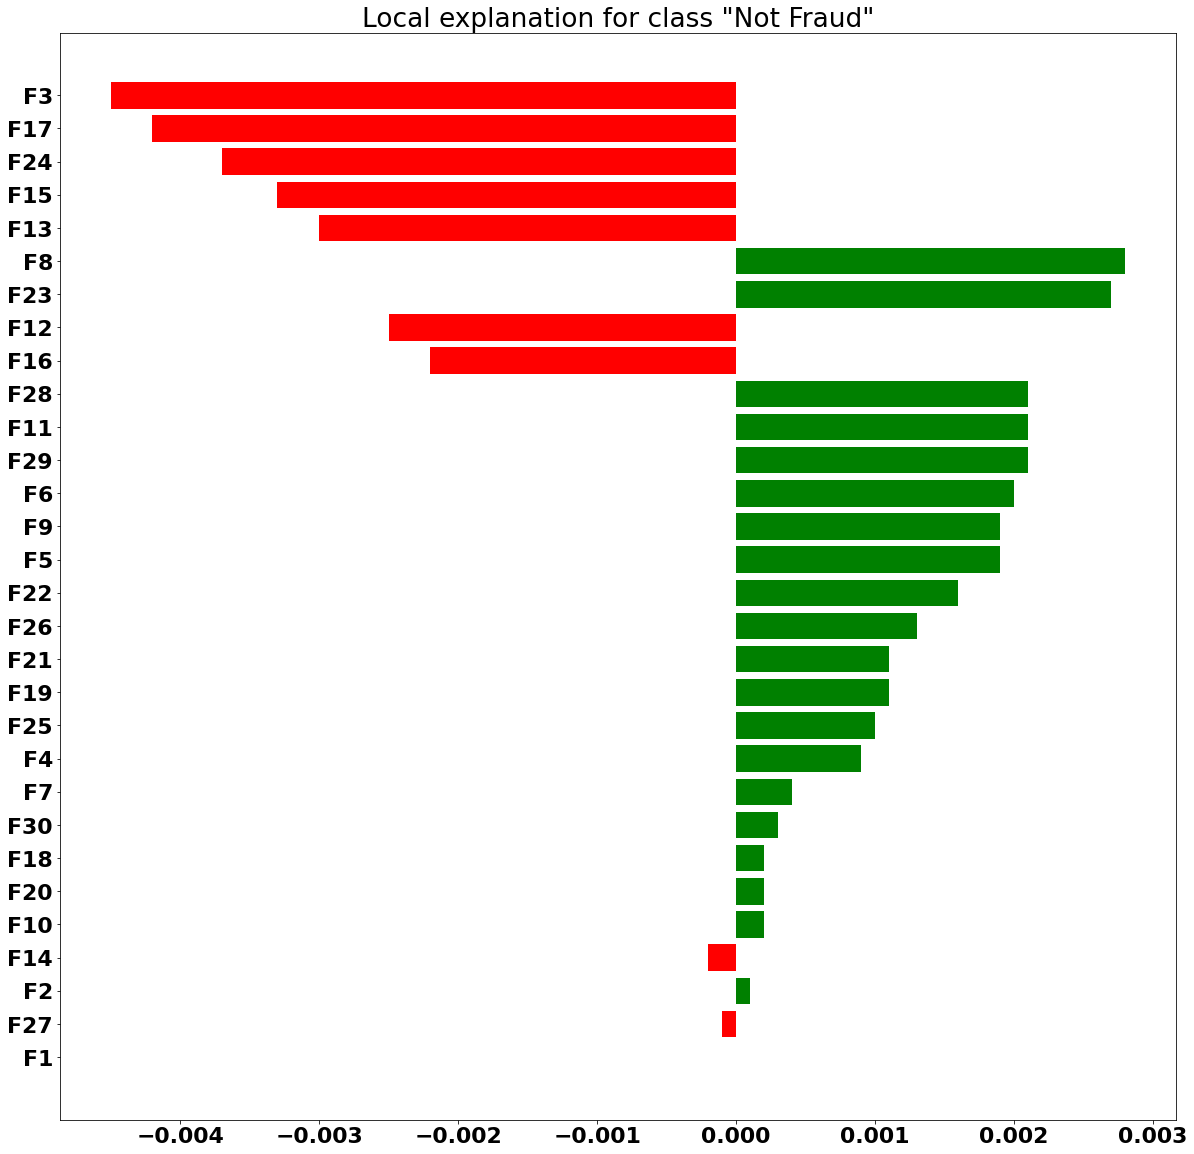 Local explanation for class "Not Fraud"
F3
F17
F24
F15
F13
F8
F23
F12
F16
F28
F11
F29
F6
F9
F5
F22
F26
F21
F19
F25
F4
F7
F30
F18
F20
F10
F14
F2
F27
F1
−0.004 −0.003 −0.002 −0.001 0.000 0.001 0.002 0.003